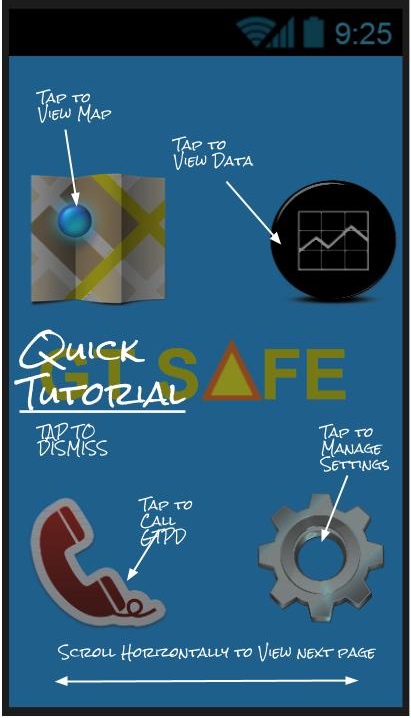 9:25
Tap to
View Map
Tap to
View Data
GT SAFE
Quick
Tutorial
Tap to
Dismiss
Tap to
Manage
Settings
Tap to
Call
GTPD
Scroll Horizontally to View next page